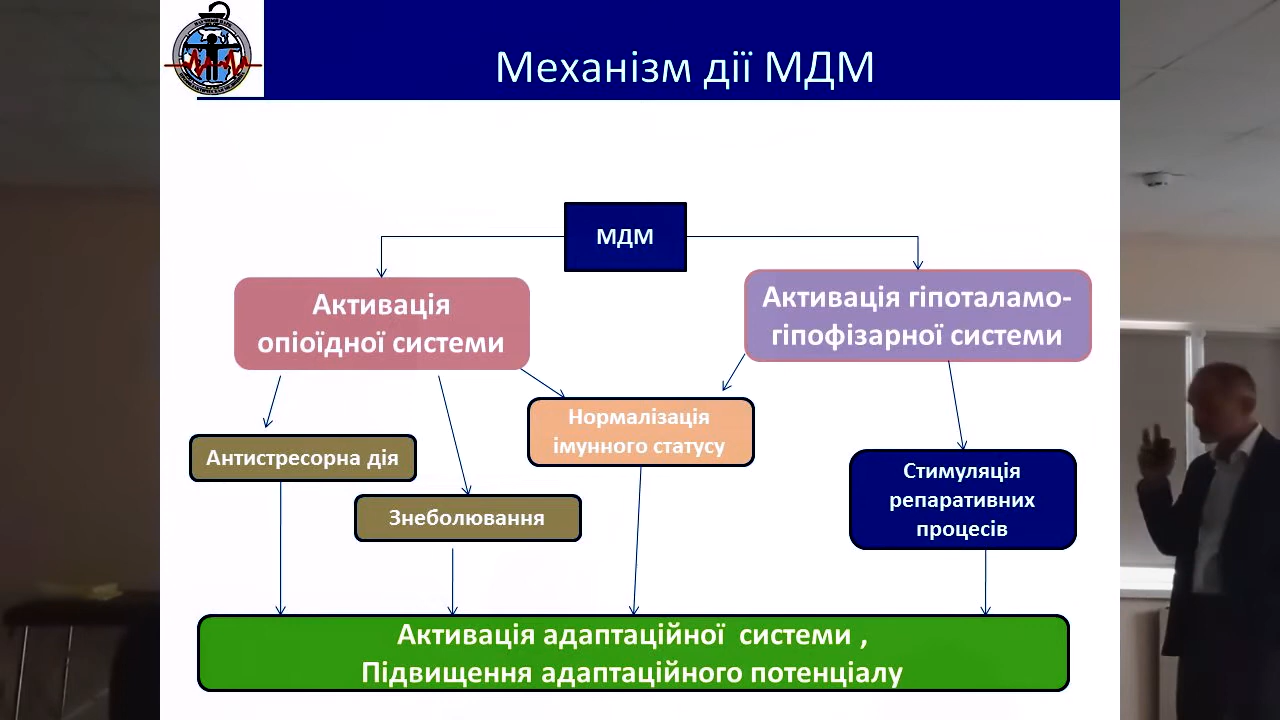 Механізм дії МДМ
МДМ
Активація
опіоїдної системи
Активація гіпоталамо-
гіпофізарної системи
Нормалізація
імунного статусу
Антистресорна дія
Знеболювання
Стимуляція
репаративних
процесів
Активація адаптаційної системи ,
Підвищення адаптаційного потенціалу